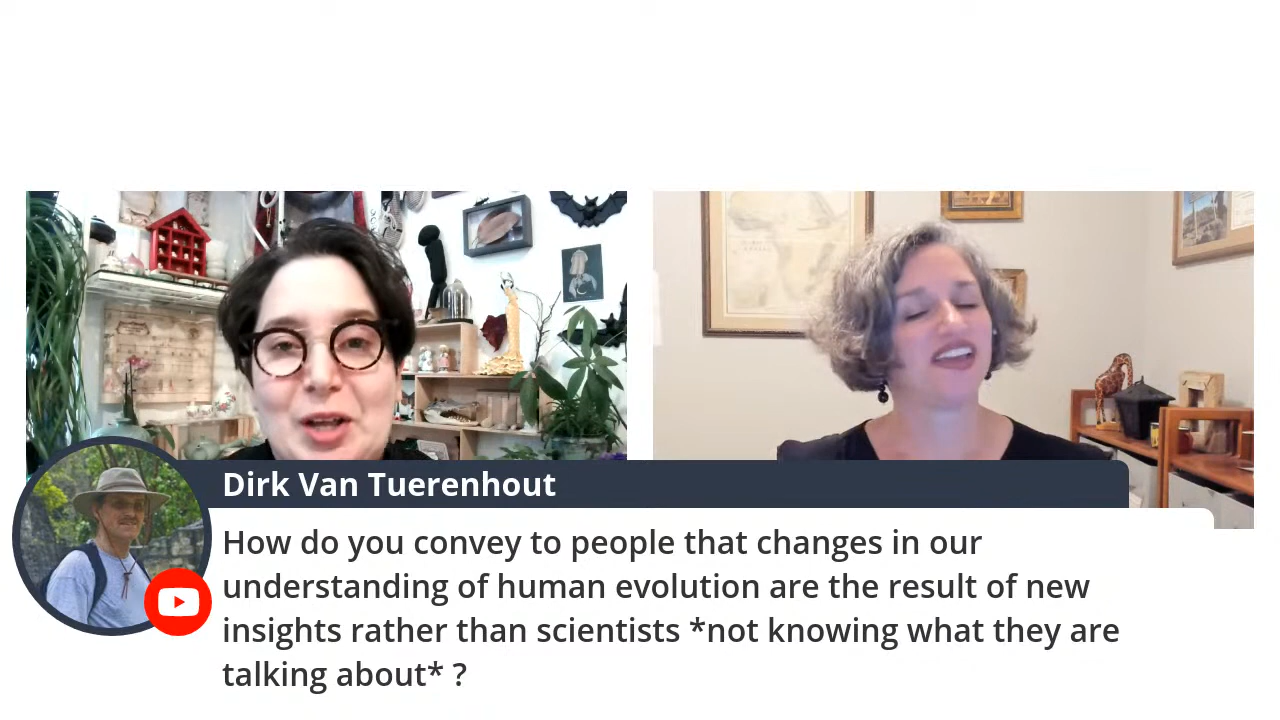 Dirk Van Tuerenhout
How do you convey to people that changes in our
understanding of human evolution are the result of new
insights rather than scientists *not knowing what they are
talking about* ?